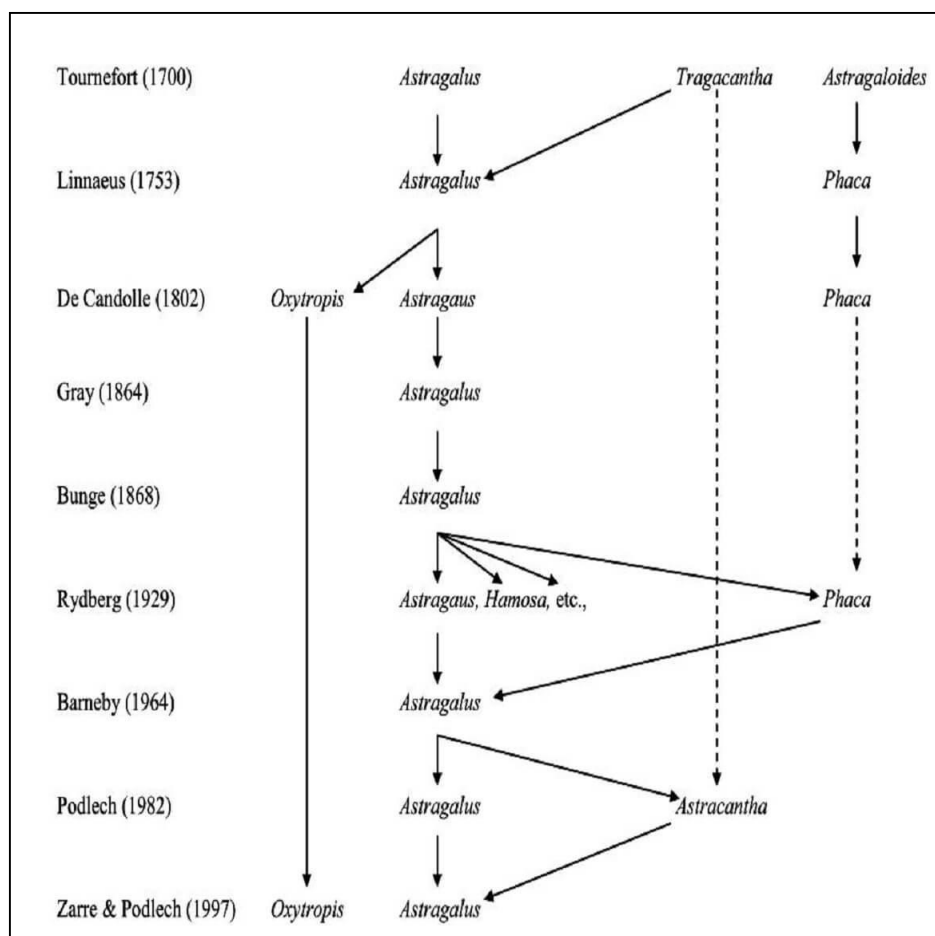 Tournefort (1700) Astragalus Tragacantha Astragaloides
Linnaeus (1753) Astragalus Phaca
De Candolle (1802) Oxytropis Astragaus Phaca
Gray (1864) Astragalus
Bunge (1868) Astragalus
Rydberg (1929) Astragaus, Hamosa, etc., Phaca
Barneby (1964) Astragalus
Podlech (1982) Astragalus Astracantha
Zarre & Podlech (1997) Oxytropis Astragalus